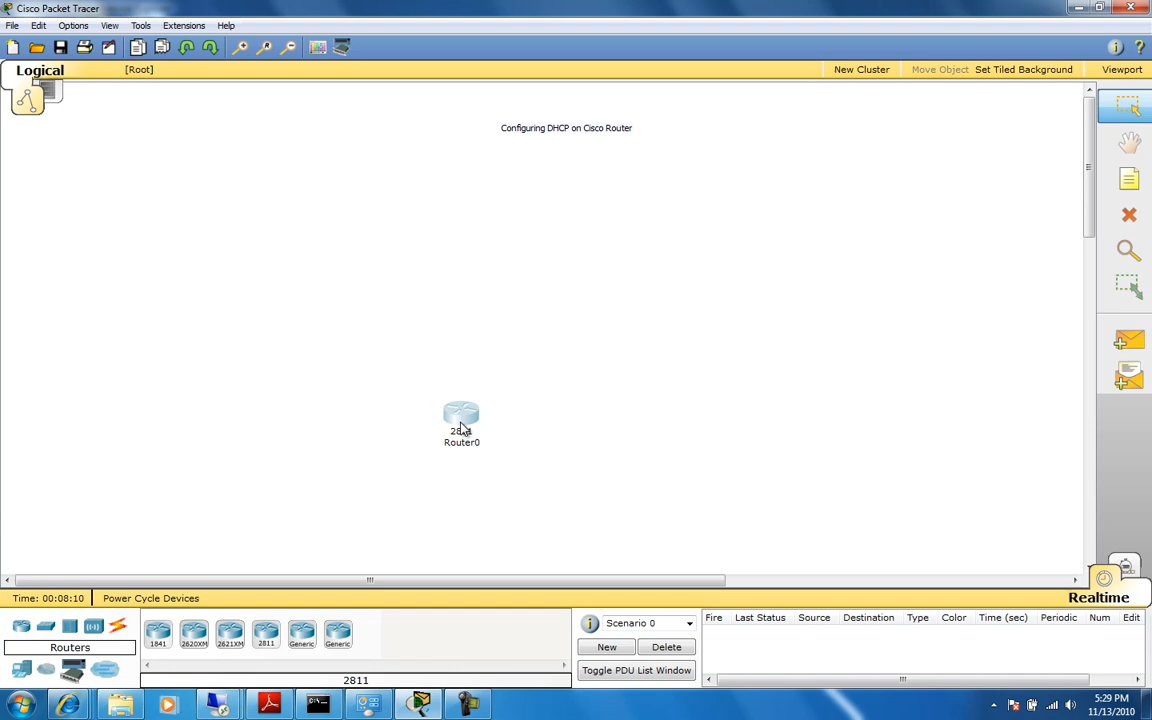 Cisco Packet Tracer
File Edit Options View Tools Extensions Help
Logical [Root] New Cluster Move Object Set Tiled Background Viewport
Configuring DHCP on Cisco Router
Router0
Time: 00:08:10 Power Cycle Devices Realtime
Routers
1841 2620XM 2621XM 2811 Generic Generic
2811
Scenario 0
New Delete
Toggle PDU List Window
Fire Last Status Source Destination Type Color Time (sec) Periodic Num Edit
5:29 PM
11/13/2010